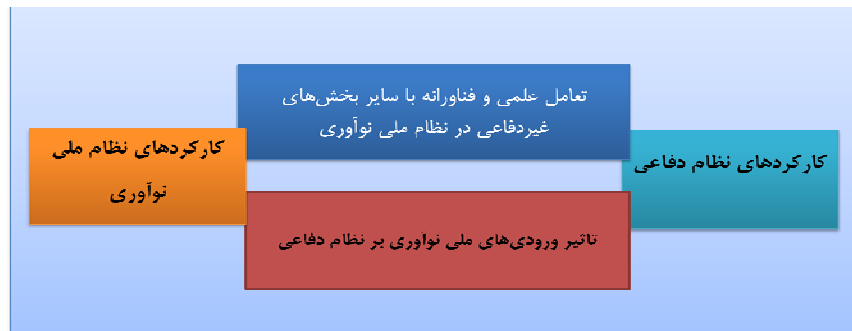 تعامل علمی و فناورانه با سایر بخش‌های
غیردفاعی در نظام ملی نوآوری
کارکردهای نظام دفاعی
کارکردهای نظام ملی
نوآوری
تاثیر ورودی‌های ملی نوآوری بر نظام دفاعی